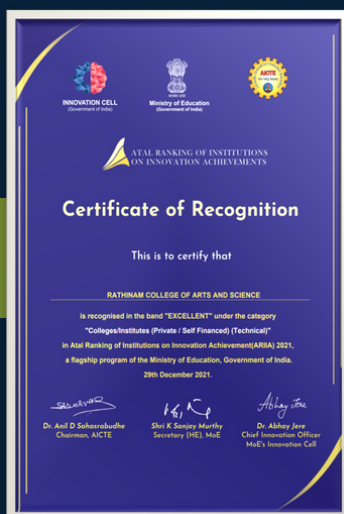 INNOVATION CELL
(Government of India)
Ministry of Education
(Government of India)
AICTE
ATAL RANKING OF INSTITUTIONS
ON INNOVATION ACHIEVEMENTS
Certificate of Recognition
This is to certify that
RATHINAM COLLEGE OF ARTS AND SCIENCE
is recognised in the band "EXCELLENT" under the category
"Colleges/Institutes (Private / Self Financed) (Technical)"
in Atal Ranking of Institutions on Innovation Achievement(ARIIA) 2021,
a flagship program of the Ministry of Education, Government of India.
29th December 2021.
Abhay Jere
Dr. Anil D Sahasrabudhe
Chairman, AICTE
Shri K Sanjay Murthy
Secretary (HE), MoE
Dr. Abhay Jere
Chief Innovation Officer
MoE's Innovation Cell